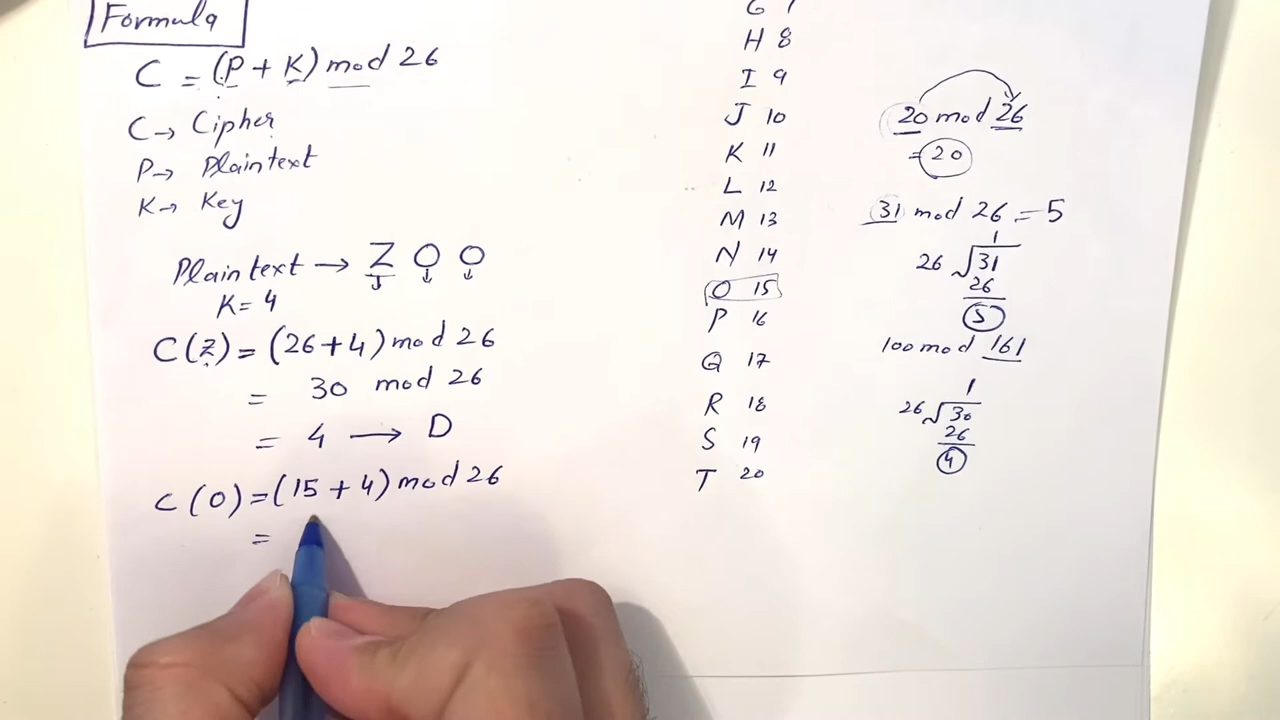 Formula
C = (P + K) mod 26
C → Cipher
P → Plaintext
K → Key
Plaintext → Z O O
J
K = 4
C(Z) = (26 + 4) mod 26
= 30 mod 26
= 4 → D
C(O) = (15 + 4) mod 26
=
G 7
H 8
I 9
J 10
K 11
L 12
M 13
N 14
O 15
P 16
Q 17
R 18
S 19
T 20
20 mod 26
= 20
31 mod 26 = 5
1
26 √31
26
5
100 mod 161
1
26 √30
26
4